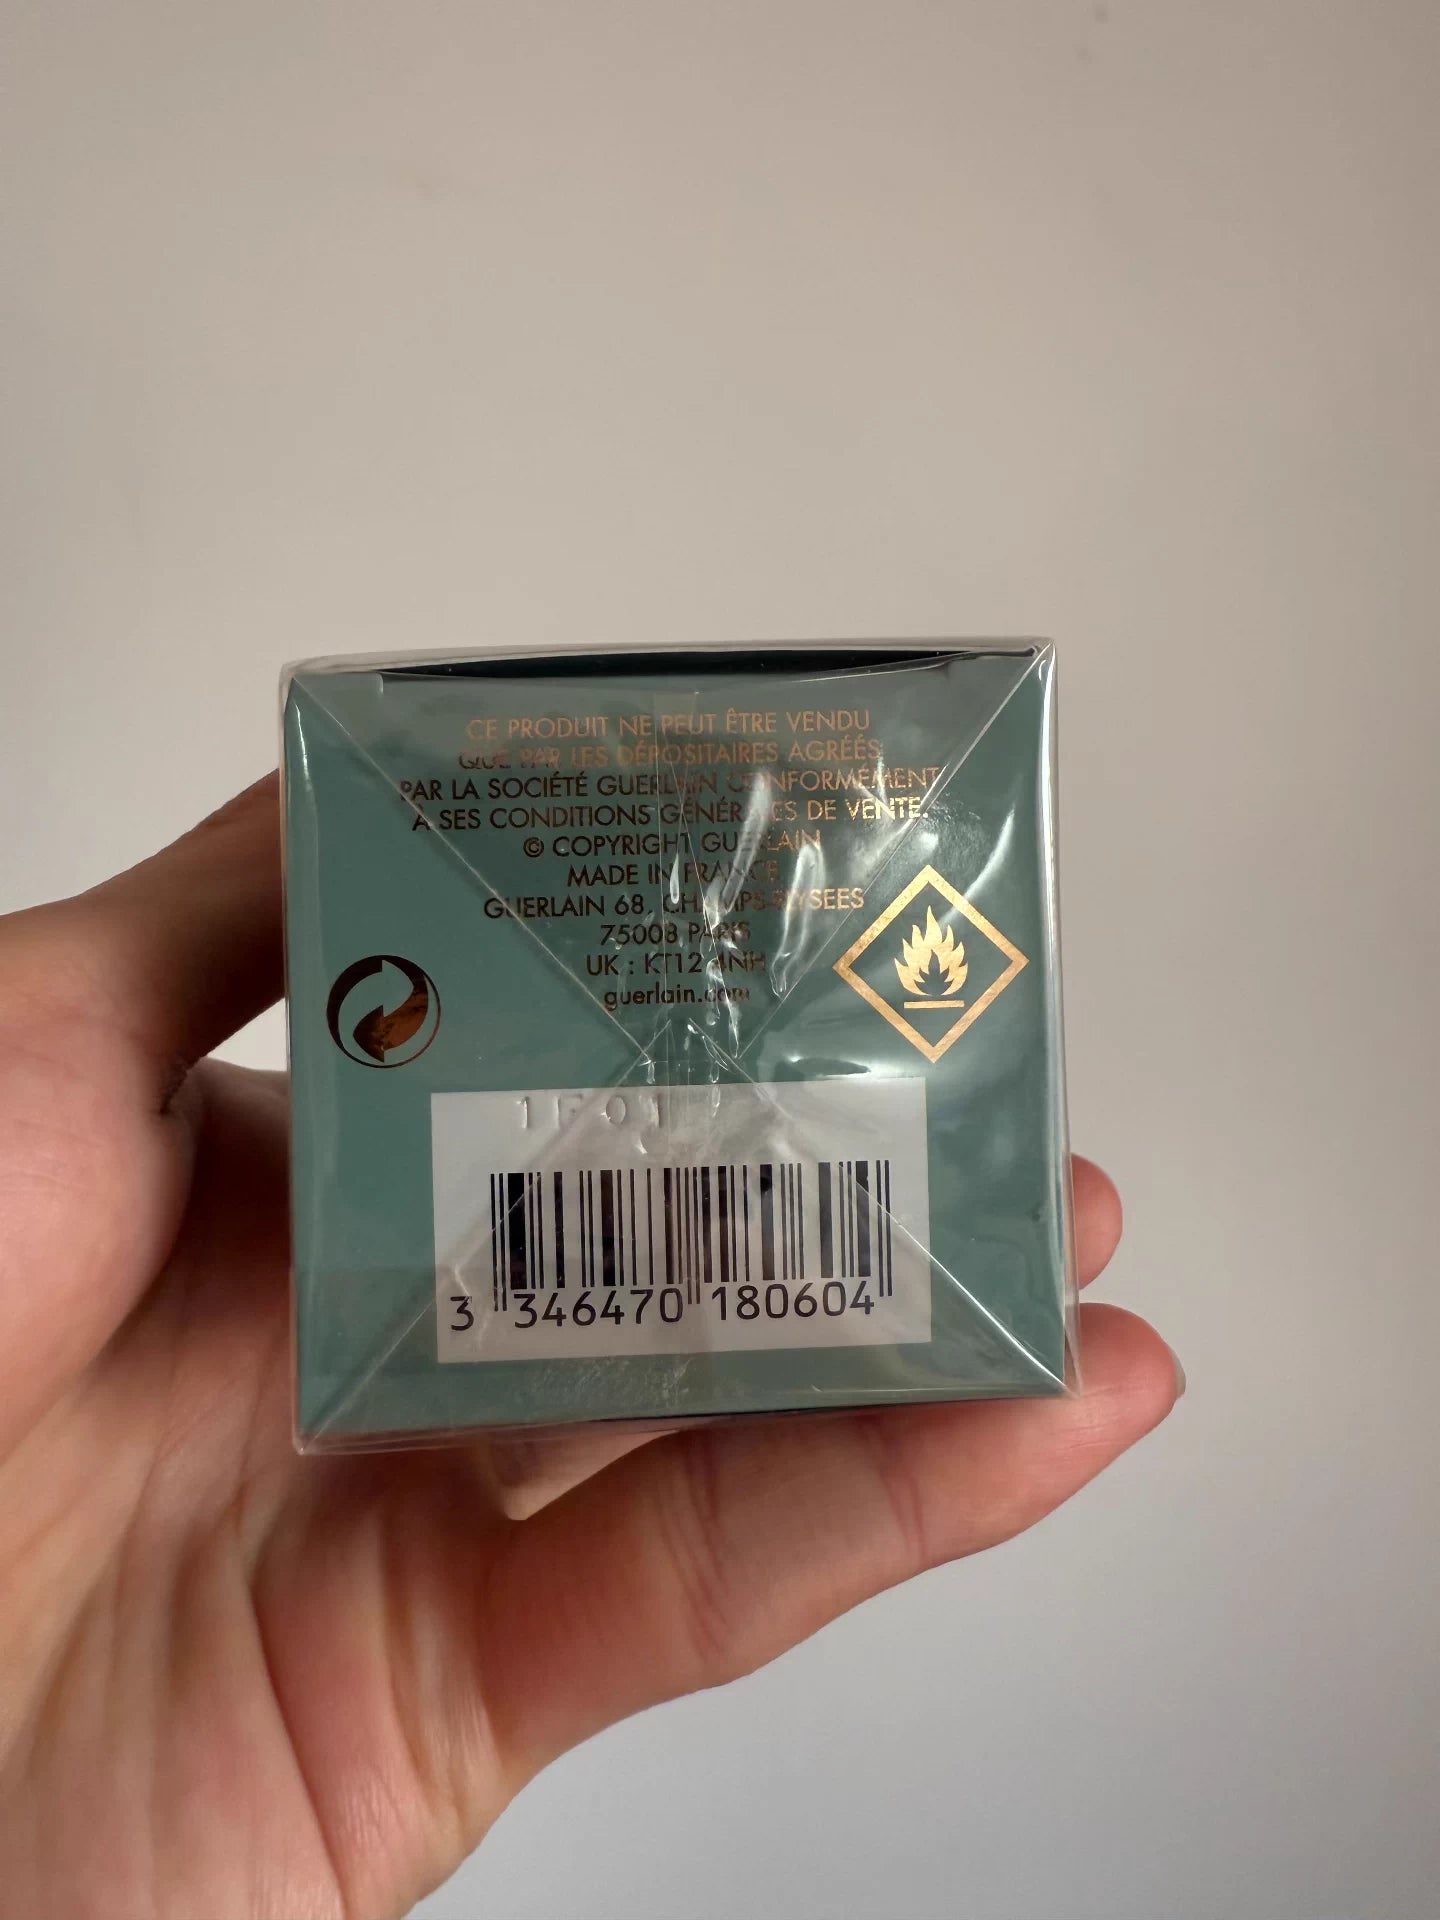 CE PRODUIT NE PEUT ÊTRE VENDU
QUE PAR LES DÉPOSITAIRES AGRÉÉS
PAR LA SOCIÉTÉ GUERLAIN CONFORMÉMENT
À SES CONDITIONS GÉNÉRALES DE VENTE.
© COPYRIGHT GUERLAIN
MADE IN FRANCE
GUERLAIN 68, CHAMPS-ELYSEES
75008 PARIS
UK : KT12 4NH
guerlain.com
1F01
3 346470 180604